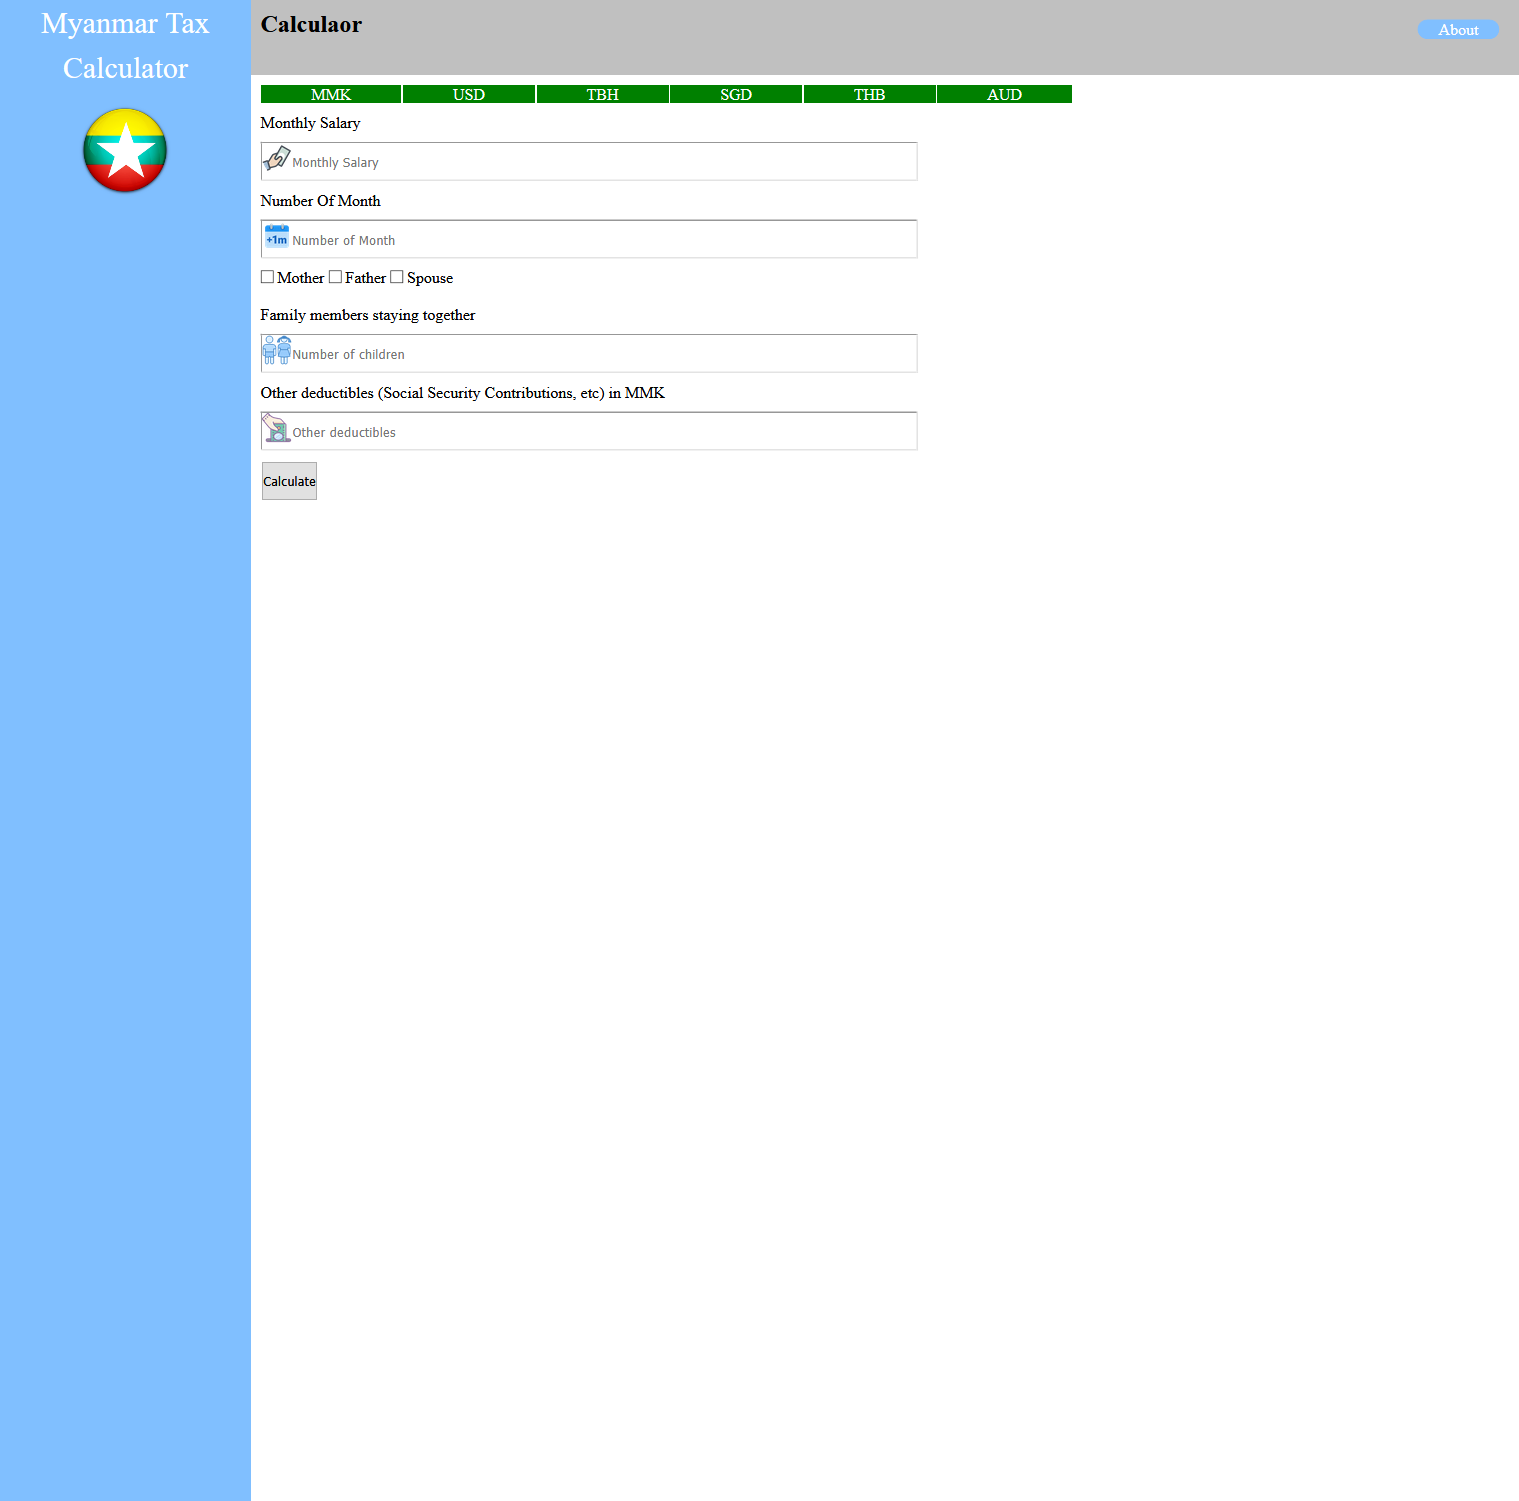 Myanmar Tax
Calculator
Calculaor
About
MMK USD TBH SGD THB AUD
Monthly Salary
Monthly Salary
Number Of Month
+1m Number of Month
Mother Father Spouse
Family members staying together
Number of children
Other deductibles (Social Security Contributions, etc) in MMK
Other deductibles
Calculate